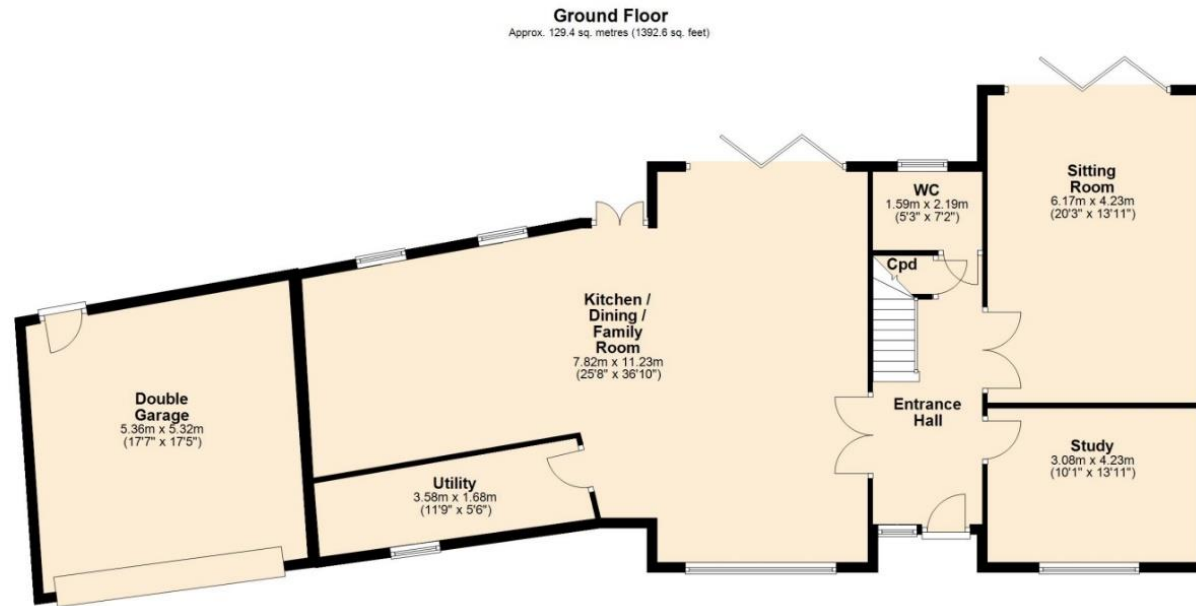 Ground Floor
Approx. 129.4 sq. metres (1392.6 sq. feet)
Sitting
Room
6.17m x 4.23m
(20'3" x 13'11")
WC
1.59m x 2.19m
(5'3" x 7'2")
Cpd
Kitchen /
Dining /
Family
Room
7.82m x 11.23m
(25'8" x 36'10")
Double
Garage
5.36m x 5.32m
(17'7" x 17'5")
Entrance
Hall
Study
3.08m x 4.23m
(10'1" x 13'11")
Utility
3.58m x 1.68m
(11'9" x 5'6")